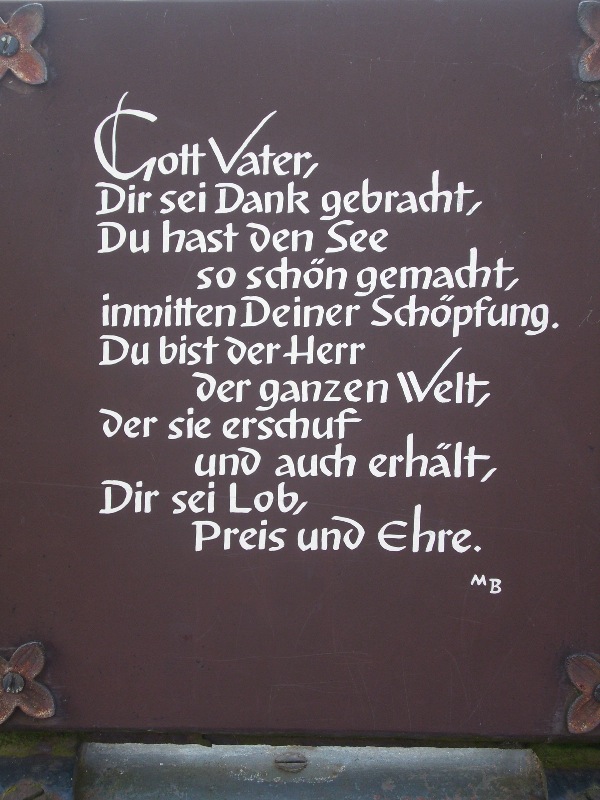 Gott Vater,
Dir sei Dank gebracht,
Du hast den See
so schön gemacht,
inmitten Deiner Schöpfung.
Du bist der Herr
der ganzen Welt,
der sie erschuf
und auch erhält,
Dir sei Lob,
Preis und Ehre.
MB